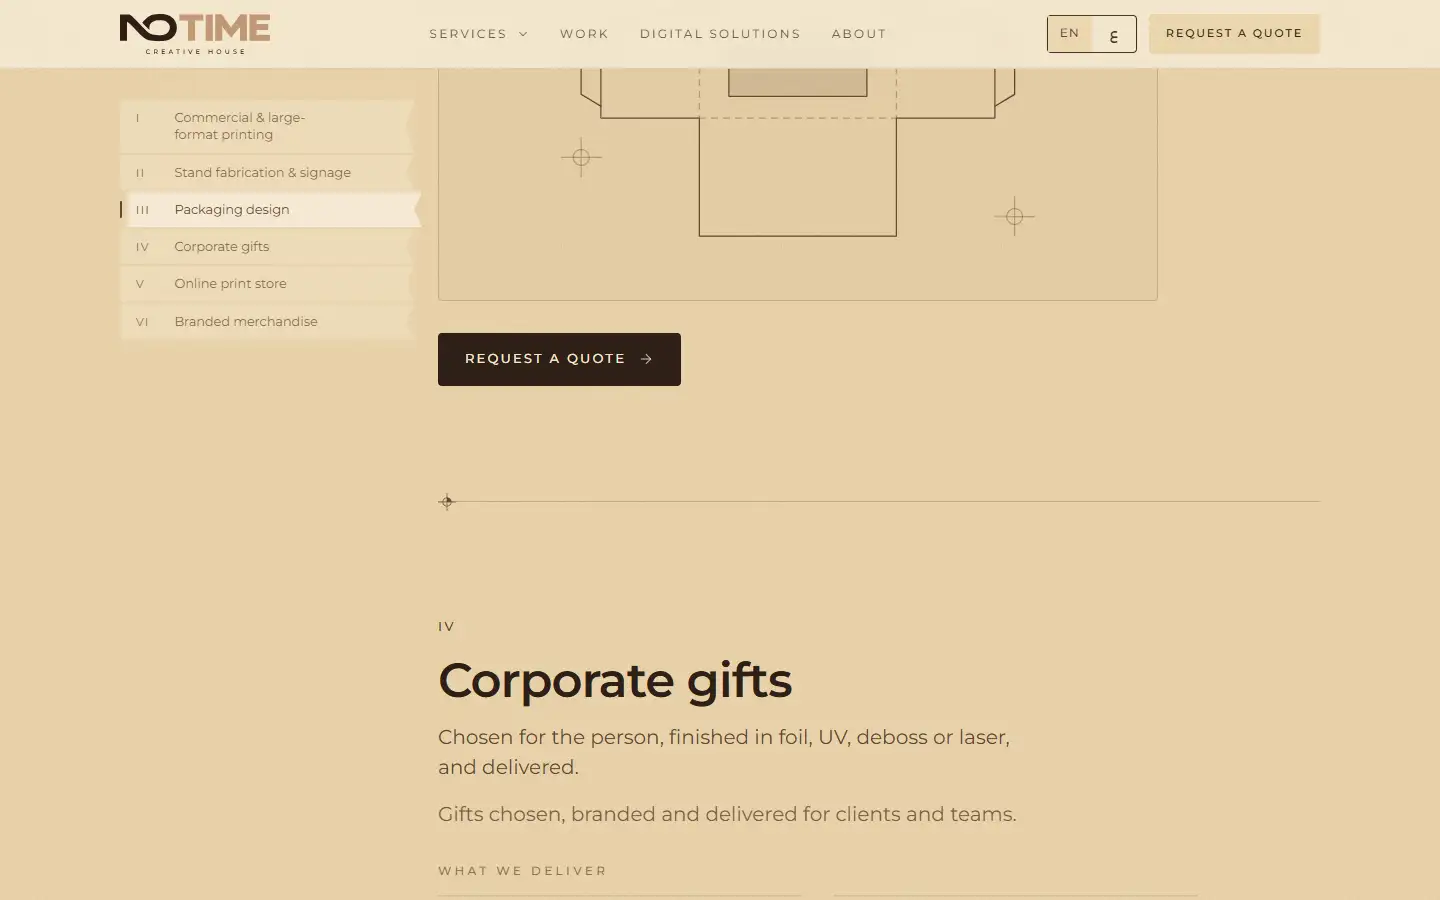 NOTIME
CREATIVE HOUSE
SERVICES
WORK
DIGITAL SOLUTIONS
ABOUT
EN
ع
REQUEST A QUOTE
I
Commercial & large-
format printing
II
Stand fabrication & signage
III
Packaging design
IV
Corporate gifts
V
Online print store
VI
Branded merchandise
REQUEST A QUOTE →
IV
Corporate gifts
Chosen for the person, finished in foil, UV, deboss or laser,
and delivered.
Gifts chosen, branded and delivered for clients and teams.
WHAT WE DELIVER